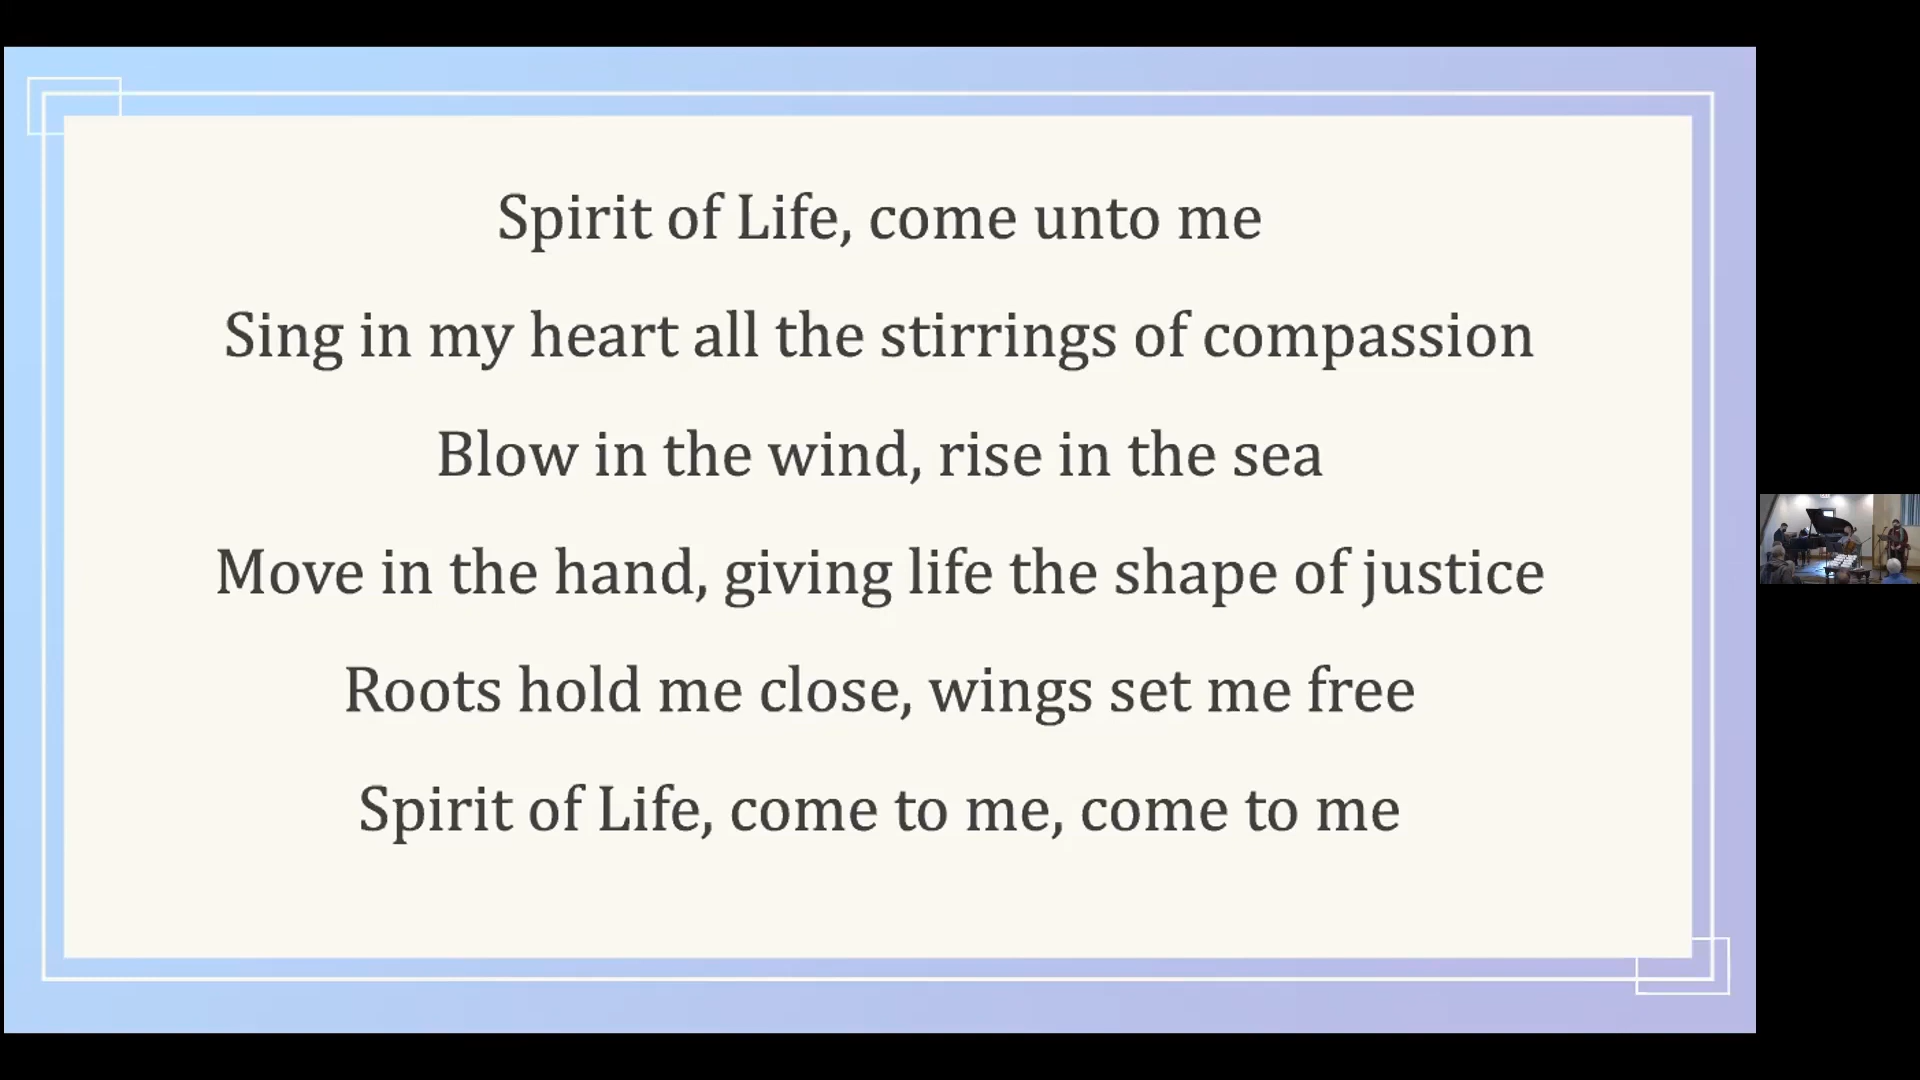 Spirit of Life, come unto me
Sing in my heart all the stirrings of compassion
Blow in the wind, rise in the sea
Move in the hand, giving life the shape of justice
Roots hold me close, wings set me free
Spirit of Life, come to me, come to me